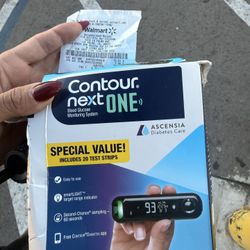 Walmart
Contour
next ONE
Blood Glucose
Monitoring System
ASCENSIA
Diabetes Care
SPECIAL VALUE!
INCLUDES 20 TEST STRIPS
Easy to use
smartLIGHT
target range indicator
Second-Chance sampling -
60 seconds
Free Contour Diabetes app
93